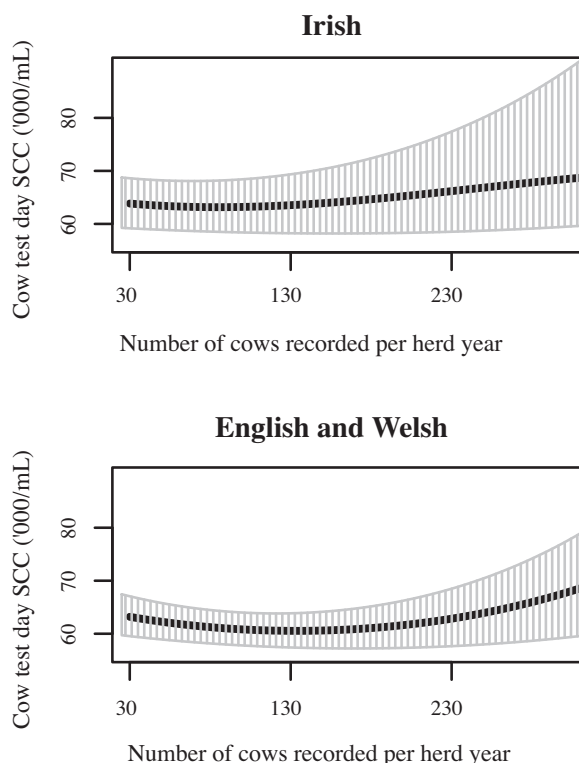 Irish
Cow test day SCC ('000/mL)
80
70
60
30 130 230
Number of cows recorded per herd year
English and Welsh
Cow test day SCC ('000/mL)
80
70
60
30 130 230
Number of cows recorded per herd year